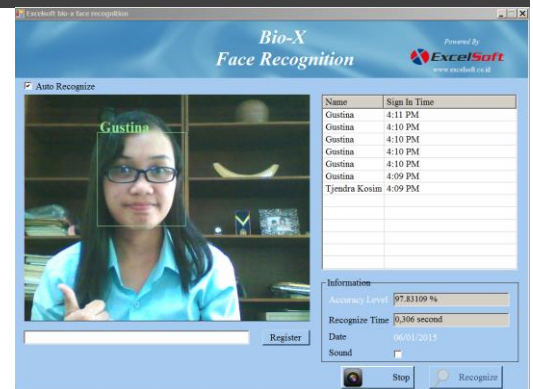 Excelsoft bio-x face recognition
Bio-X
Face Recognition
Powered By
ExcelSoft
www.excelsoft.co.id
Auto Recognize
Gustina
Name Sign In Time
Gustina 4:11 PM
Gustina 4:10 PM
Gustina 4:10 PM
Gustina 4:10 PM
Gustina 4:10 PM
Gustina 4:09 PM
Tjendra Kosim 4:09 PM
Information
Accuracy Level 97.83109 %
Recognize Time 0,306 second
Date 06/01/2015
Sound
Register
Stop
Recognize